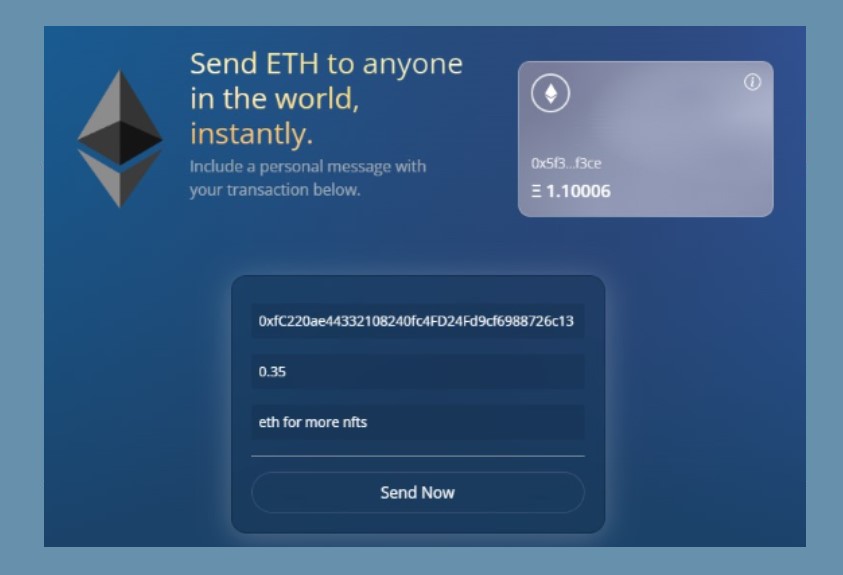 Send ETH to anyone
in the world,
instantly.
Include a personal message with
your transaction below.
0x5f3...f3ce
Ξ 1.10006
0xfC220ae44332108240fc4FD24Fd9cf6988726c13
0.35
eth for more nfts
Send Now